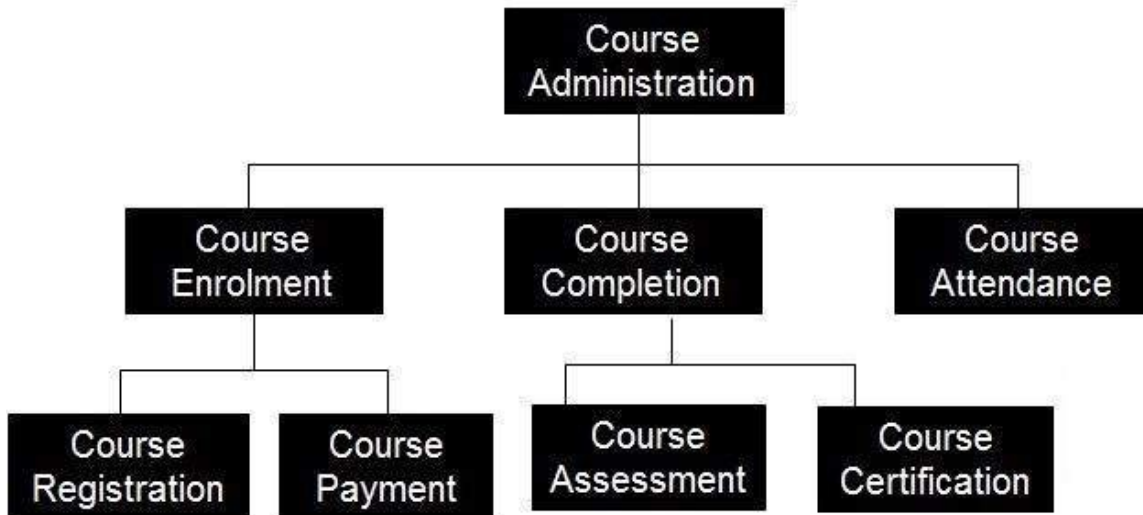 Course
Administration
Course
Enrolment
Course
Completion
Course
Attendance
Course
Registration
Course
Payment
Course
Assessment
Course
Certification